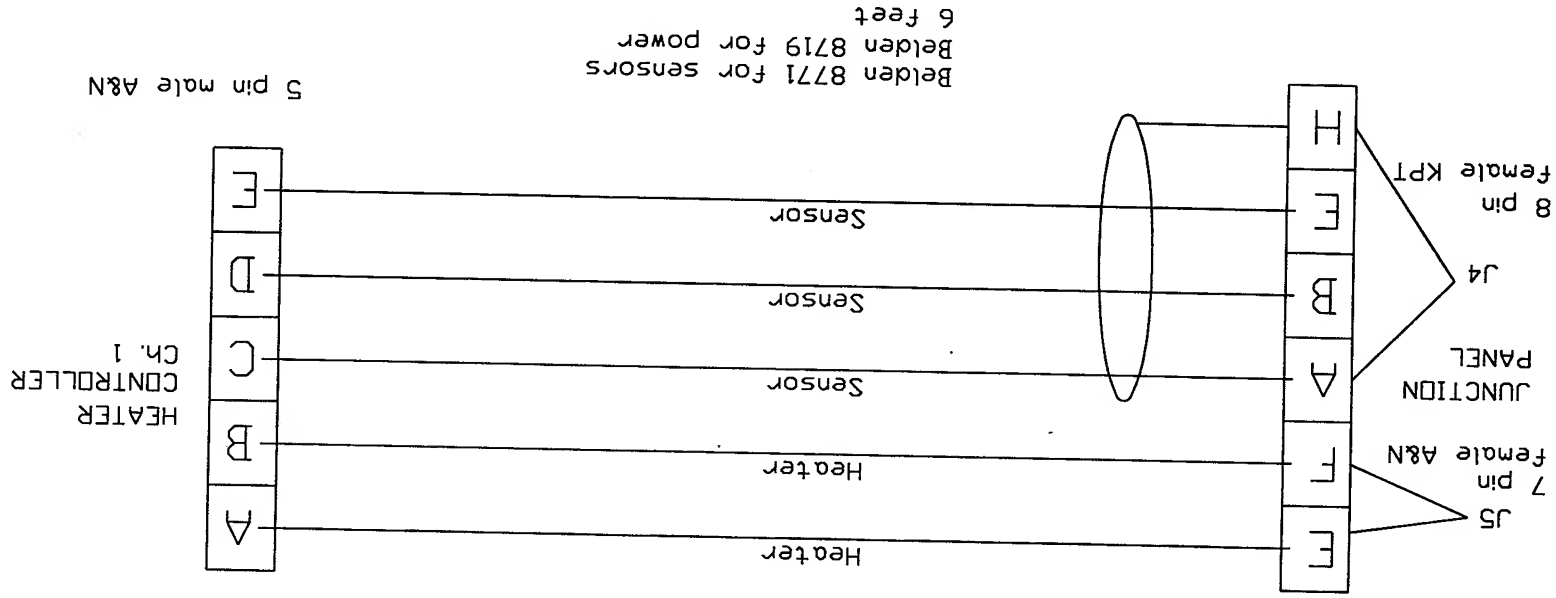 J5
7 pin
female A&N
JUNCTION
PANEL
J4
8 pin
female KPT
E
F
A
B
E
H
Heater
Heater
Sensor
Sensor
Sensor
A
B
C
D
E
HEATER
CONTROLLER
Ch. 1
5 pin male A&N
Belden 8771 for sensors
Belden 8719 for power
6 feet